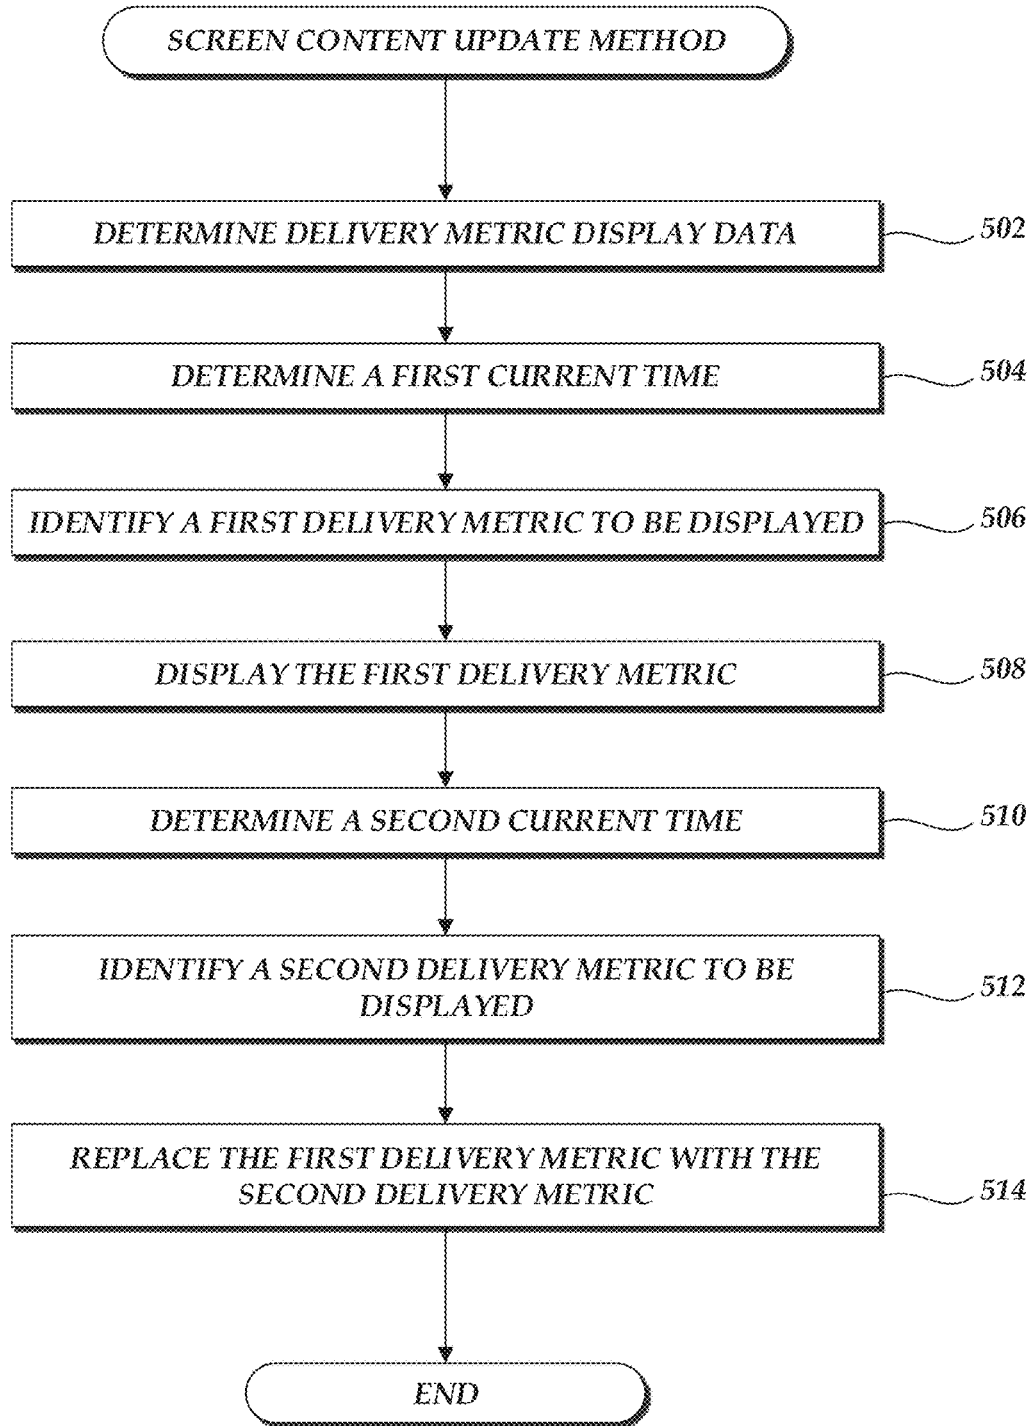 SCREEN CONTENT UPDATE METHOD
DETERMINE DELIVERY METRIC DISPLAY DATA
502
DETERMINE A FIRST CURRENT TIME
504
IDENTIFY A FIRST DELIVERY METRIC TO BE DISPLAYED
506
DISPLAY THE FIRST DELIVERY METRIC
508
DETERMINE A SECOND CURRENT TIME
510
IDENTIFY A SECOND DELIVERY METRIC TO BE
DISPLAYED
512
REPLACE THE FIRST DELIVERY METRIC WITH THE
SECOND DELIVERY METRIC
514
END